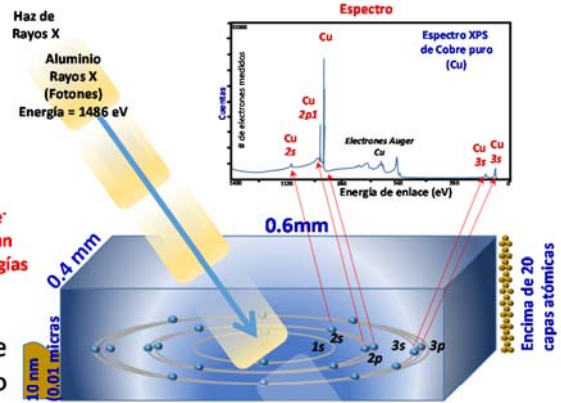 Haz de
Rayos X
Aluminio
Rayos X
(Fotones)
Energía = 1486 eV
Espectro
Cu
Espectro XPS
de Cobre puro
(Cu)
Cuentas
# de electrones medidos
Cu
2p1
Cu
2s
Electrones Auger
Cu
Cu
3s
Cu
3s
Energía de enlace (eV)
e-
un
gías
0.4 mm
0.6mm
Encima de 20
capas atómicas
1s
2s
2p
3s
3p
e
o
10 nm
(0.01 micras